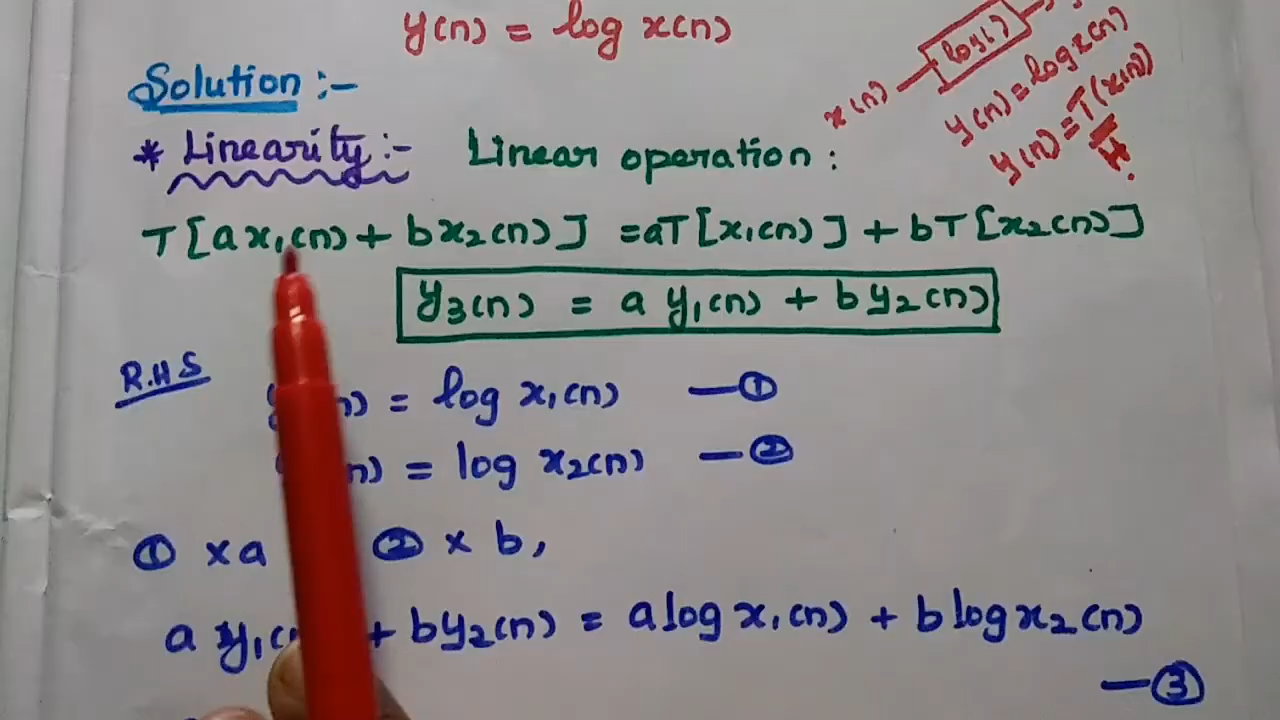 y(n) = log x(n)
x(n) log( )
y(n) = log x(n)
y(n) = T(x(n))
H
Solution :-
* Linearity :- Linear operation :
T[ax₁(n) + bx₂(n)] = aT[x₁(n)] + bT[x₂(n)]
y₃(n) = a y₁(n) + b y₂(n)
R.H.S
n) = log x₁(n) — ①
n) = log x₂(n) — ②
① × a ② × b,
a y₁(n + by₂(n) = a log x₁(n) + b log x₂(n)
— ③